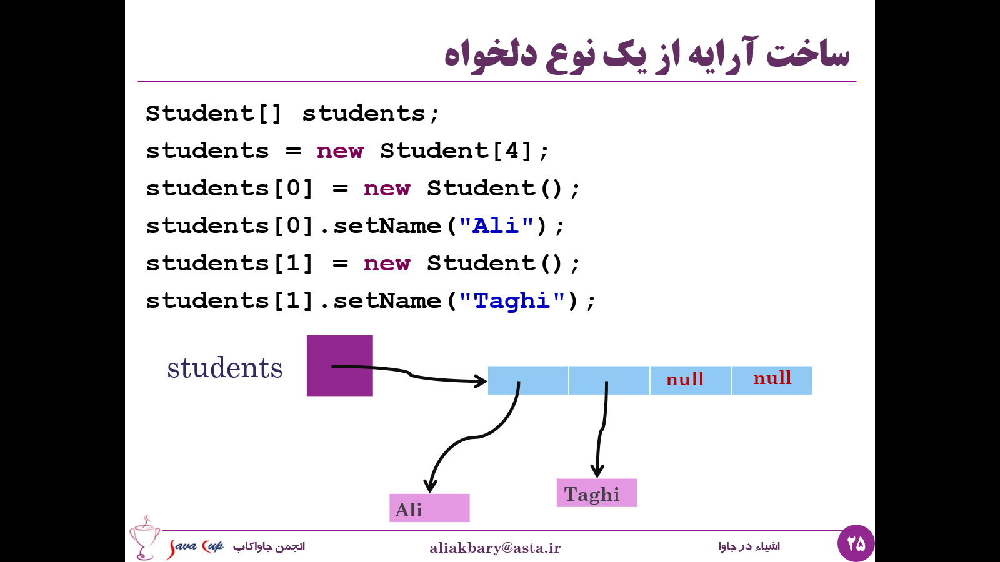 ساخت آرایه از یک نوع دلخواه
Student[] students;
students = new Student[4];
students[0] = new Student();
students[0].setName("Ali");
students[1] = new Student();
students[1].setName("Taghi");
students
null null
Taghi
Ali
Java Cup انجمن جاواکاپ
aliakbary@asta.ir
اشیاء در جاوا
۲۵